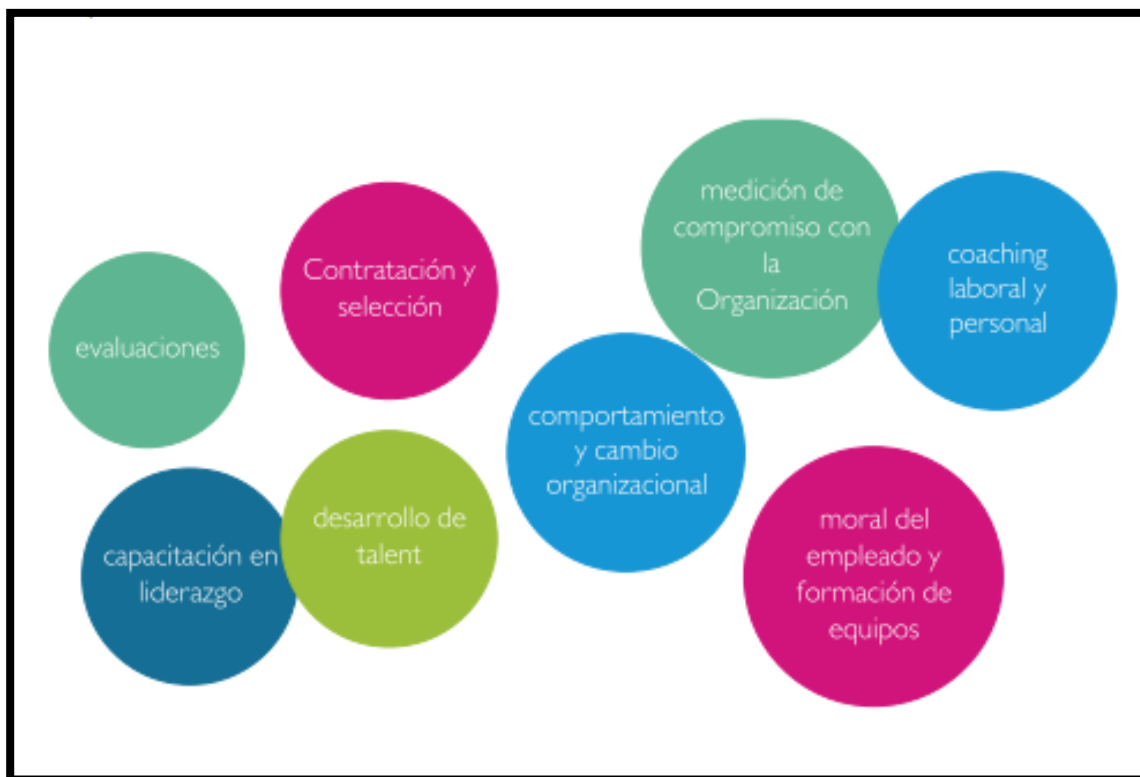 evaluaciones
Contratación y
selección
capacitación en
liderazgo
desarrollo de
talent
comportamiento
y cambio
organizacional
medición de
compromiso con
la
Organización
coaching
laboral y
personal
moral del
empleado y
formación de
equipos